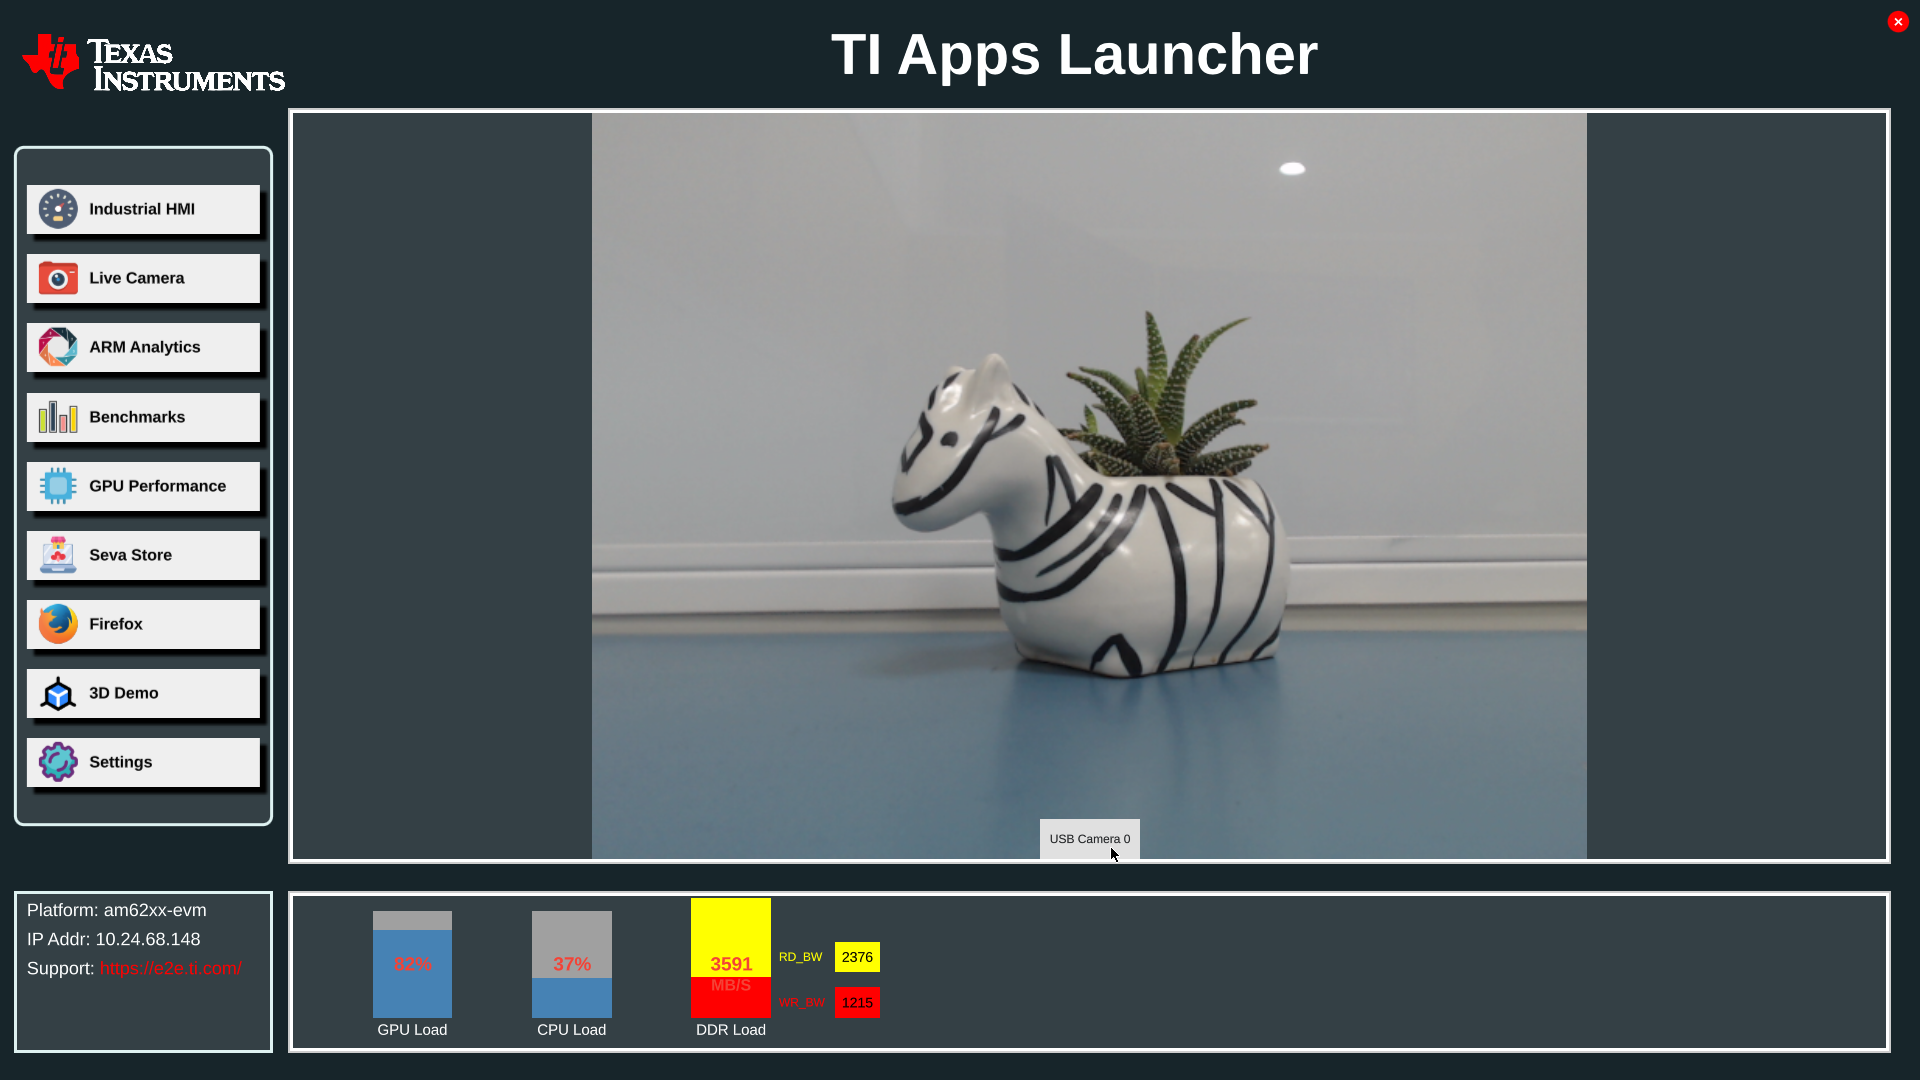 TEXAS
INSTRUMENTS
TI Apps Launcher
Industrial HMI
Live Camera
ARM Analytics
Benchmarks
GPU Performance
Seva Store
Firefox
3D Demo
Settings
USB Camera 0
Platform: am62xx-evm
IP Addr: 10.24.68.148
Support: https://e2e.ti.com/
82%
GPU Load
37%
CPU Load
3591
MB/S
DDR Load
RD_BW 2376
WR_BW 1215